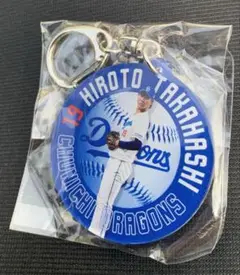 HIROTO TAKAHASHI
19
Dragons
CHUNICHI DRAGONS